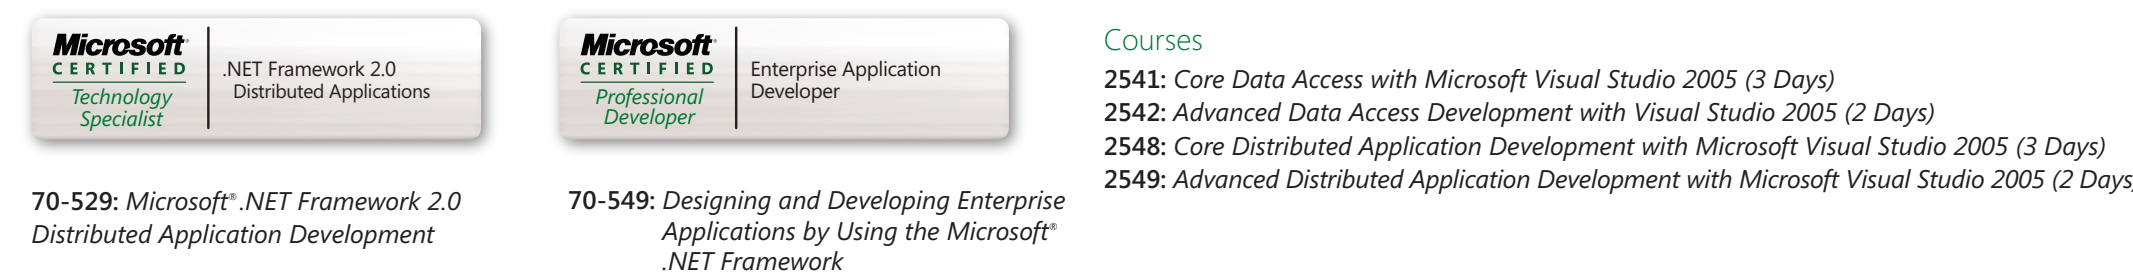 Microsoft®
CERTIFIED
Technology
Specialist
.NET Framework 2.0
Distributed Applications
70-529: Microsoft® .NET Framework 2.0
Distributed Application Development
Microsoft®
CERTIFIED
Professional
Developer
Enterprise Application
Developer
70-549: Designing and Developing Enterprise
Applications by Using the Microsoft®
.NET Framework
Courses
2541: Core Data Access with Microsoft Visual Studio 2005 (3 Days)
2542: Advanced Data Access Development with Visual Studio 2005 (2 Days)
2548: Core Distributed Application Development with Microsoft Visual Studio 2005 (3 Days)
2549: Advanced Distributed Application Development with Microsoft Visual Studio 2005 (2 Days)